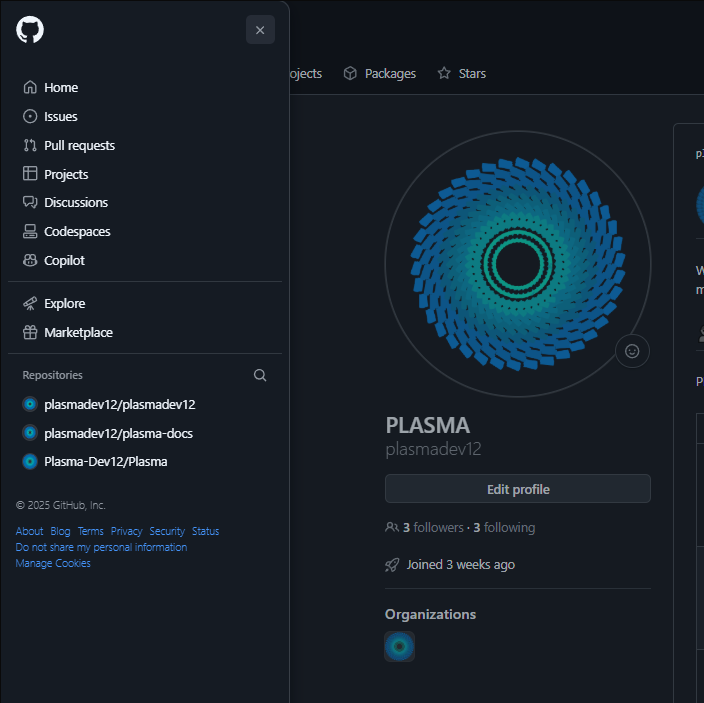 Home
Issues
Pull requests
Projects
Discussions
Codespaces
Copilot
Explore
Marketplace
Repositories
plasmadev12/plasmadev12
plasmadev12/plasma-docs
Plasma-Dev12/Plasma
© 2025 GitHub, Inc.
About Blog Terms Privacy Security Status
Do not share my personal information
Manage Cookies
ojects Packages Stars
PLASMA
plasmadev12
Edit profile
3 followers · 3 following
Joined 3 weeks ago
Organizations